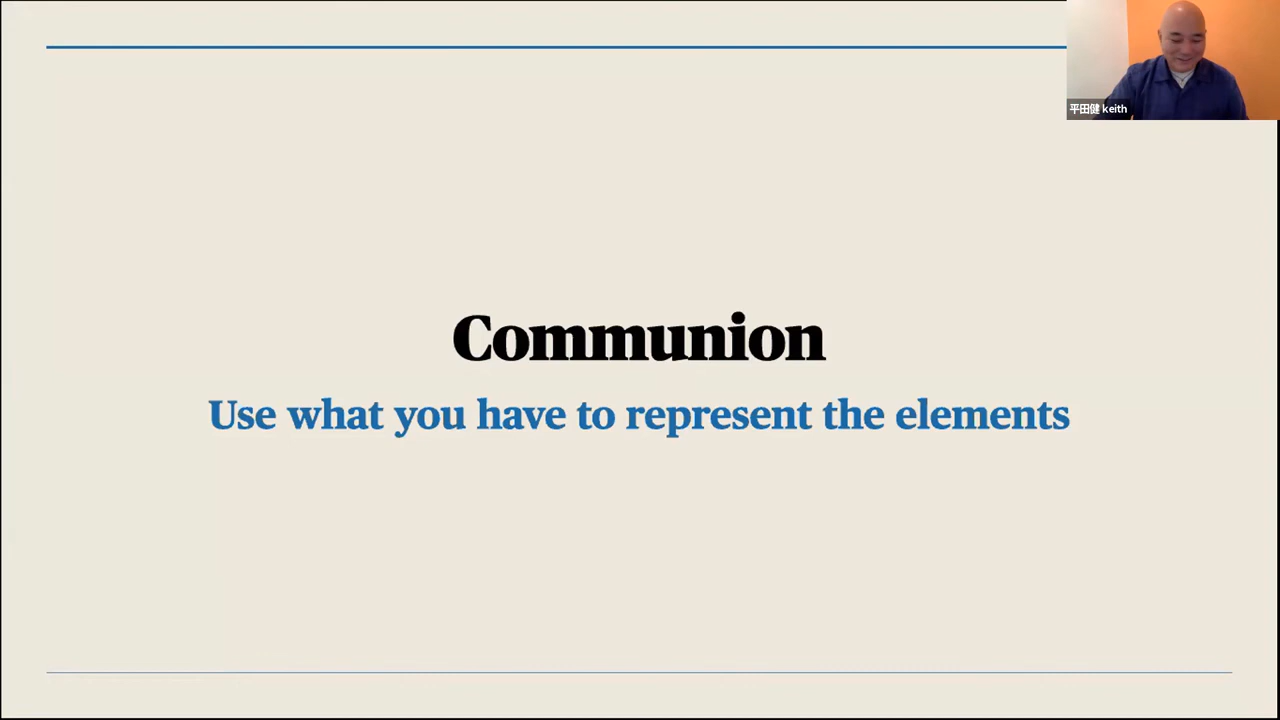 平田健 keith
Communion
Use what you have to represent the elements